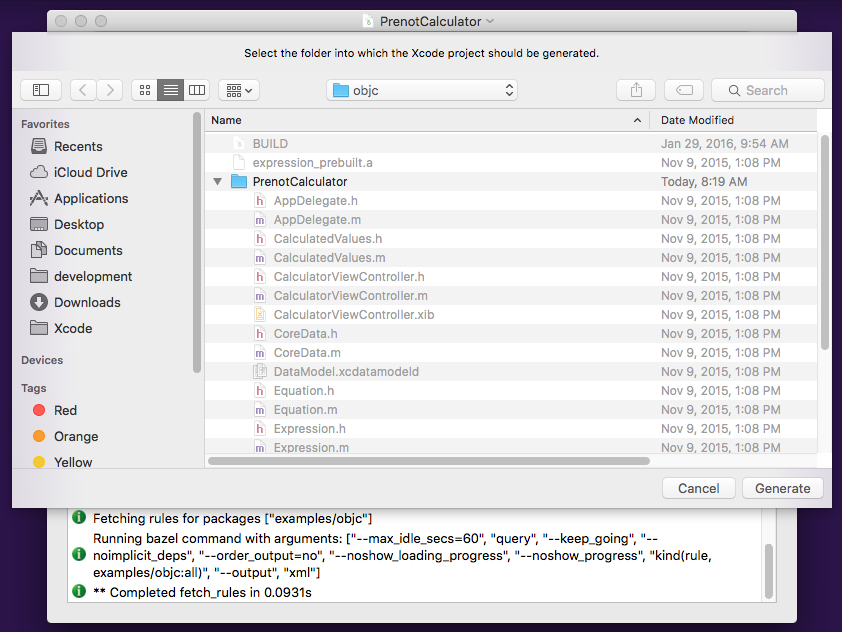 PrenotCalculator
Select the folder into which the Xcode project should be generated.
objc
Search
Favorites
Recents
iCloud Drive
Applications
Desktop
Documents
development
Downloads
Xcode
Devices
Tags
Red
Orange
Yellow
Name Date Modified
BUILD Jan 29, 2016, 9:54 AM
expression_prebuilt.a Nov 9, 2015, 1:08 PM
PrenotCalculator Today, 8:19 AM
h AppDelegate.h Nov 9, 2015, 1:08 PM
m AppDelegate.m Nov 9, 2015, 1:08 PM
h CalculatedValues.h Nov 9, 2015, 1:08 PM
m CalculatedValues.m Nov 9, 2015, 1:08 PM
h CalculatorViewController.h Nov 9, 2015, 1:08 PM
m CalculatorViewController.m Nov 9, 2015, 1:08 PM
CalculatorViewController.xib Nov 9, 2015, 1:08 PM
h CoreData.h Nov 9, 2015, 1:08 PM
m CoreData.m Nov 9, 2015, 1:08 PM
DataModel.xcdatamodeld Nov 9, 2015, 1:08 PM
h Equation.h Nov 9, 2015, 1:08 PM
m Equation.m Nov 9, 2015, 1:08 PM
h Expression.h Nov 9, 2015, 1:08 PM
m Expression.m Nov 9, 2015, 1:08 PM
Cancel Generate
Fetching rules for packages ["examples/objc"]
Running bazel command with arguments: ["--max_idle_secs=60", "query", "--keep_going", "--
noimplicit_deps", "--order_output=no", "--noshow_loading_progress", "--noshow_progress", "kind(rule,
examples/objc:all)", "--output", "xml"]
** Completed fetch_rules in 0.0931s